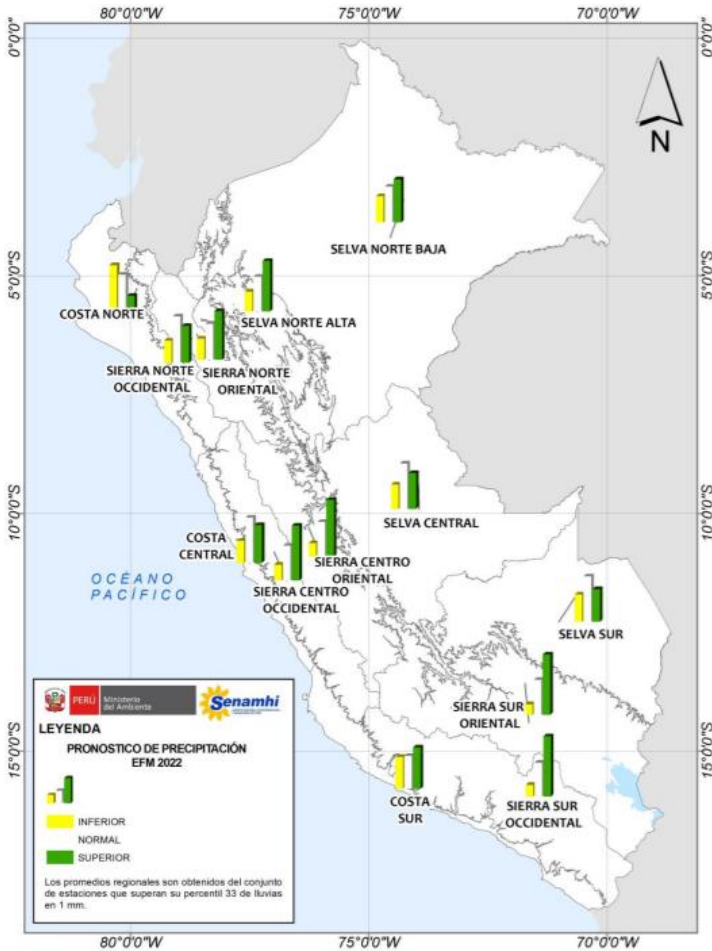 80°0'0"W 75°0'0"W 70°0'0"W
0°0'0" 0°0'0"
N
SELVA NORTE BAJA
5°0'0"S 5°0'0"S
COSTA NORTE
SELVA NORTE ALTA
SIERRA NORTE
OCCIDENTAL
SIERRA NORTE
ORIENTAL
10°0'0"S 10°0'0"S
SELVA CENTRAL
COSTA
CENTRAL
SIERRA CENTRO
ORIENTAL
SIERRA CENTRO
OCCIDENTAL
OCÉANO
PACÍFICO
SELVA SUR
SIERRA SUR
ORIENTAL
15°0'0"S 15°0'0"S
COSTA
SUR
SIERRA SUR
OCCIDENTAL
PERÚ
Ministerio
del Ambiente
Senamhi
LEYENDA
PRONOSTICO DE PRECIPITACIÓN
EFM 2022
INFERIOR
NORMAL
SUPERIOR
Los promedios regionales son obtenidos del conjunto
de estaciones que superan su percentil 33 de lluvias
en 1 mm.
80°0'0"W 75°0'0"W 70°0'0"W